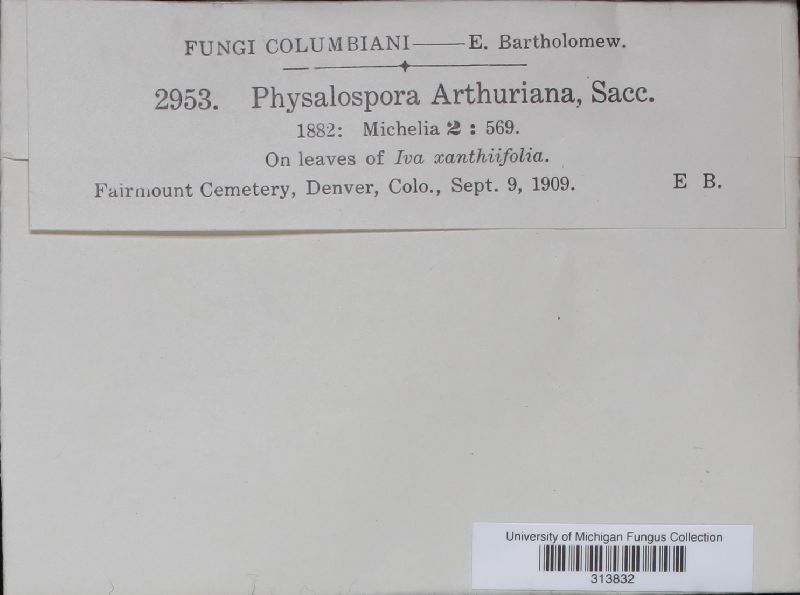 FUNGI COLUMBIANI——E. Bartholomew.
2953. Physalospora Arthuriana, Sacc.
1882: Michelia 2 : 569.
On leaves of Iva xanthiifolia.
Fairmount Cemetery, Denver, Colo., Sept. 9, 1909. E B.
University of Michigan Fungus Collection
313832